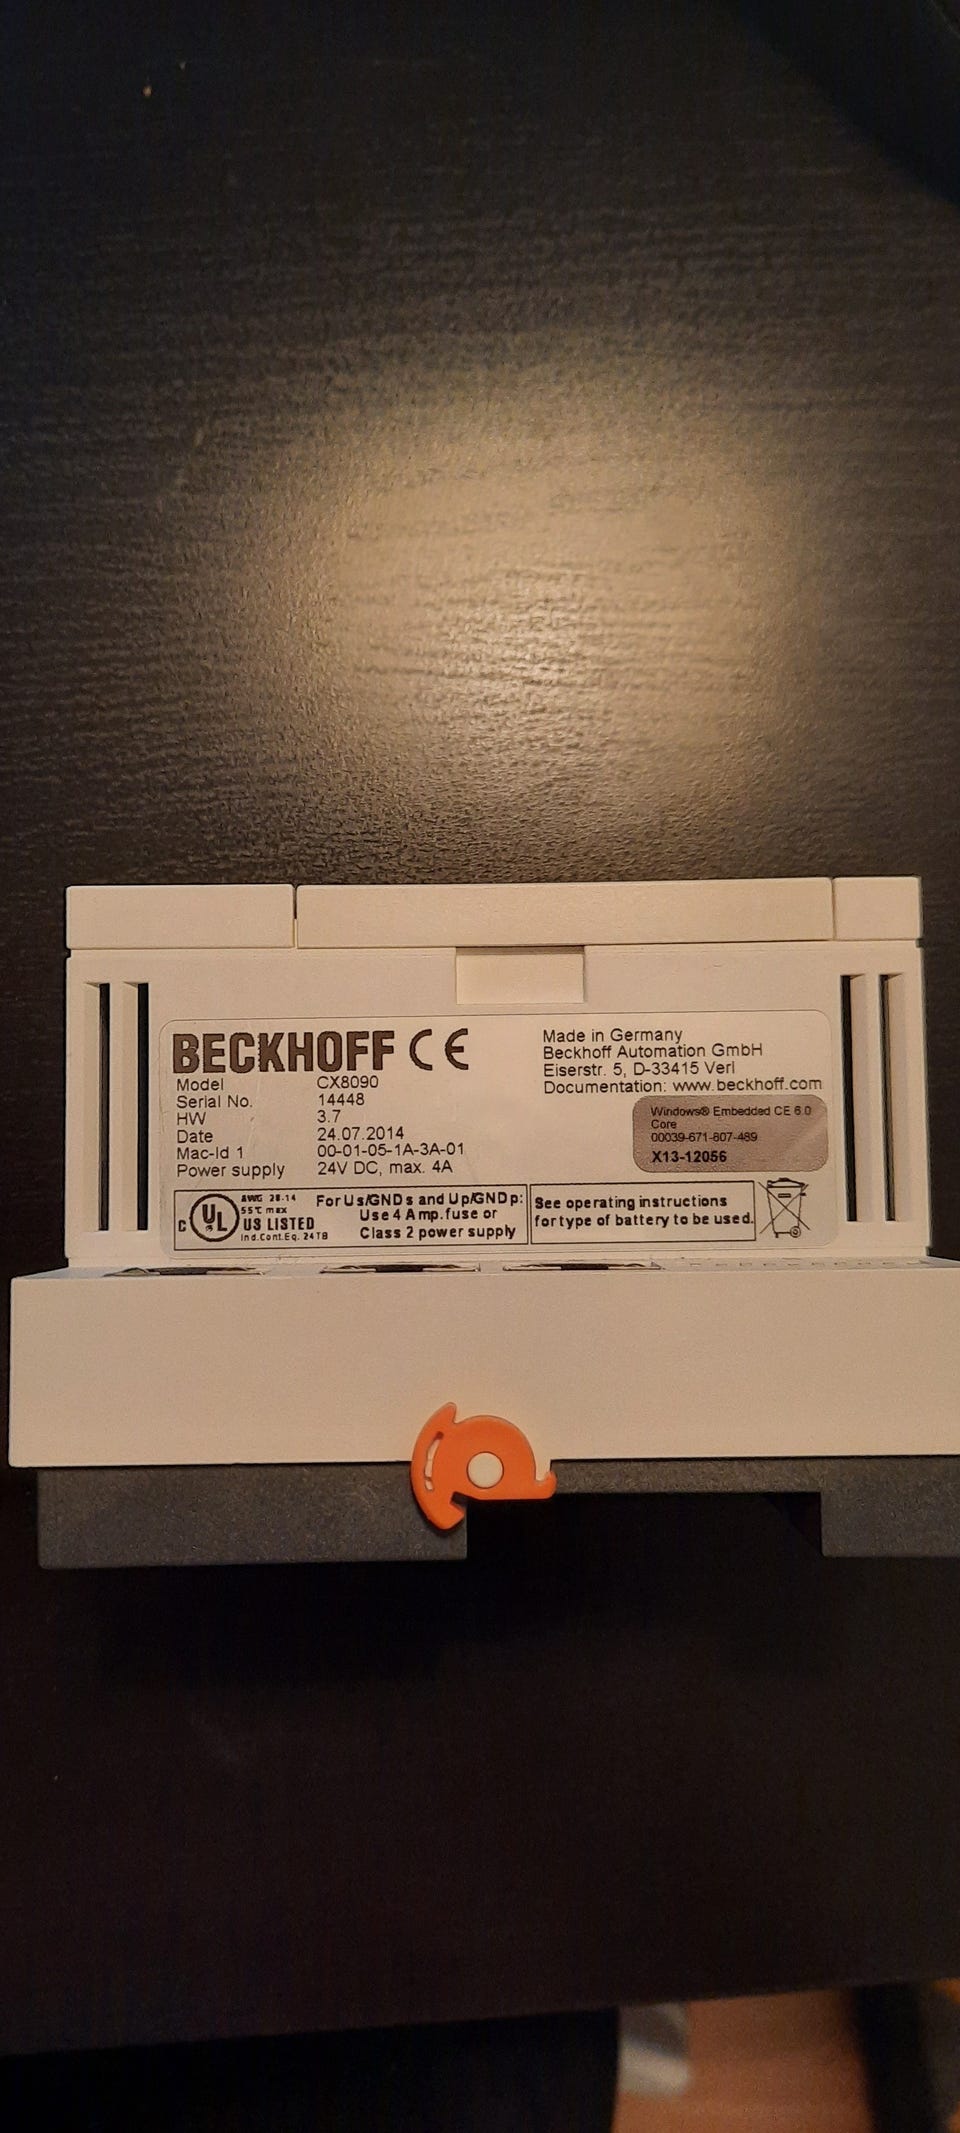 BECKHOFF CE
Model CX8090
Serial No. 14448
HW 3.7
Date 24.07.2014
Mac-Id 1 00-01-05-1A-3A-01
Power supply 24V DC, max. 4A
Made in Germany
Beckhoff Automation GmbH
Eiserstr. 5, D-33415 Verl
Documentation: www.beckhoff.com
Windows® Embedded CE 6.0
Core
00039-671-807-489
X13-12056
C UL
AWG 28-14
55°C max
US LISTED
Ind.Cont.Eq. 24TB
For Us/GNDs and Up/GNDp:
Use 4 Amp. fuse or
Class 2 power supply
See operating instructions
for type of battery to be used.